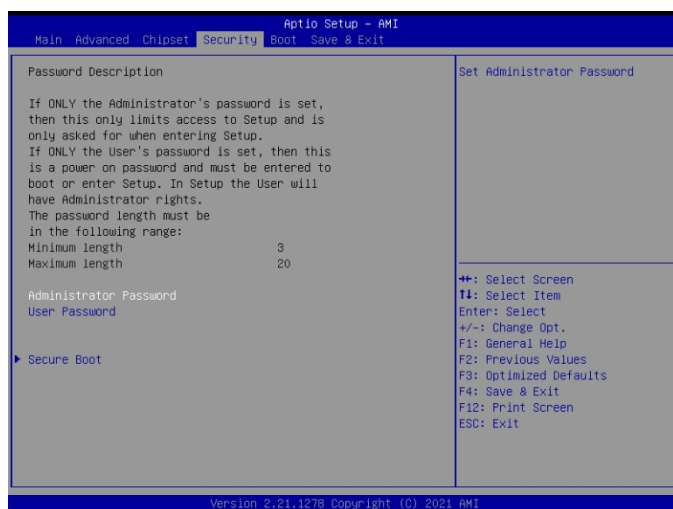 Aptio Setup - AMI
Main Advanced Chipset Security Boot Save & Exit
Password Description
If ONLY the Administrator's password is set,
then this only limits access to Setup and is
only asked for when entering Setup.
If ONLY the User's password is set, then this
is a power on password and must be entered to
boot or enter Setup. In Setup the User will
have Administrator rights.
The password length must be
in the following range:
Minimum length 3
Maximum length 20
Administrator Password
User Password
Secure Boot
Set Administrator Password
→←: Select Screen
↑↓: Select Item
Enter: Select
+/-: Change Opt.
F1: General Help
F2: Previous Values
F3: Optimized Defaults
F4: Save & Exit
F12: Print Screen
ESC: Exit
Version 2.21.1278 Copyright (C) 2021 AMI